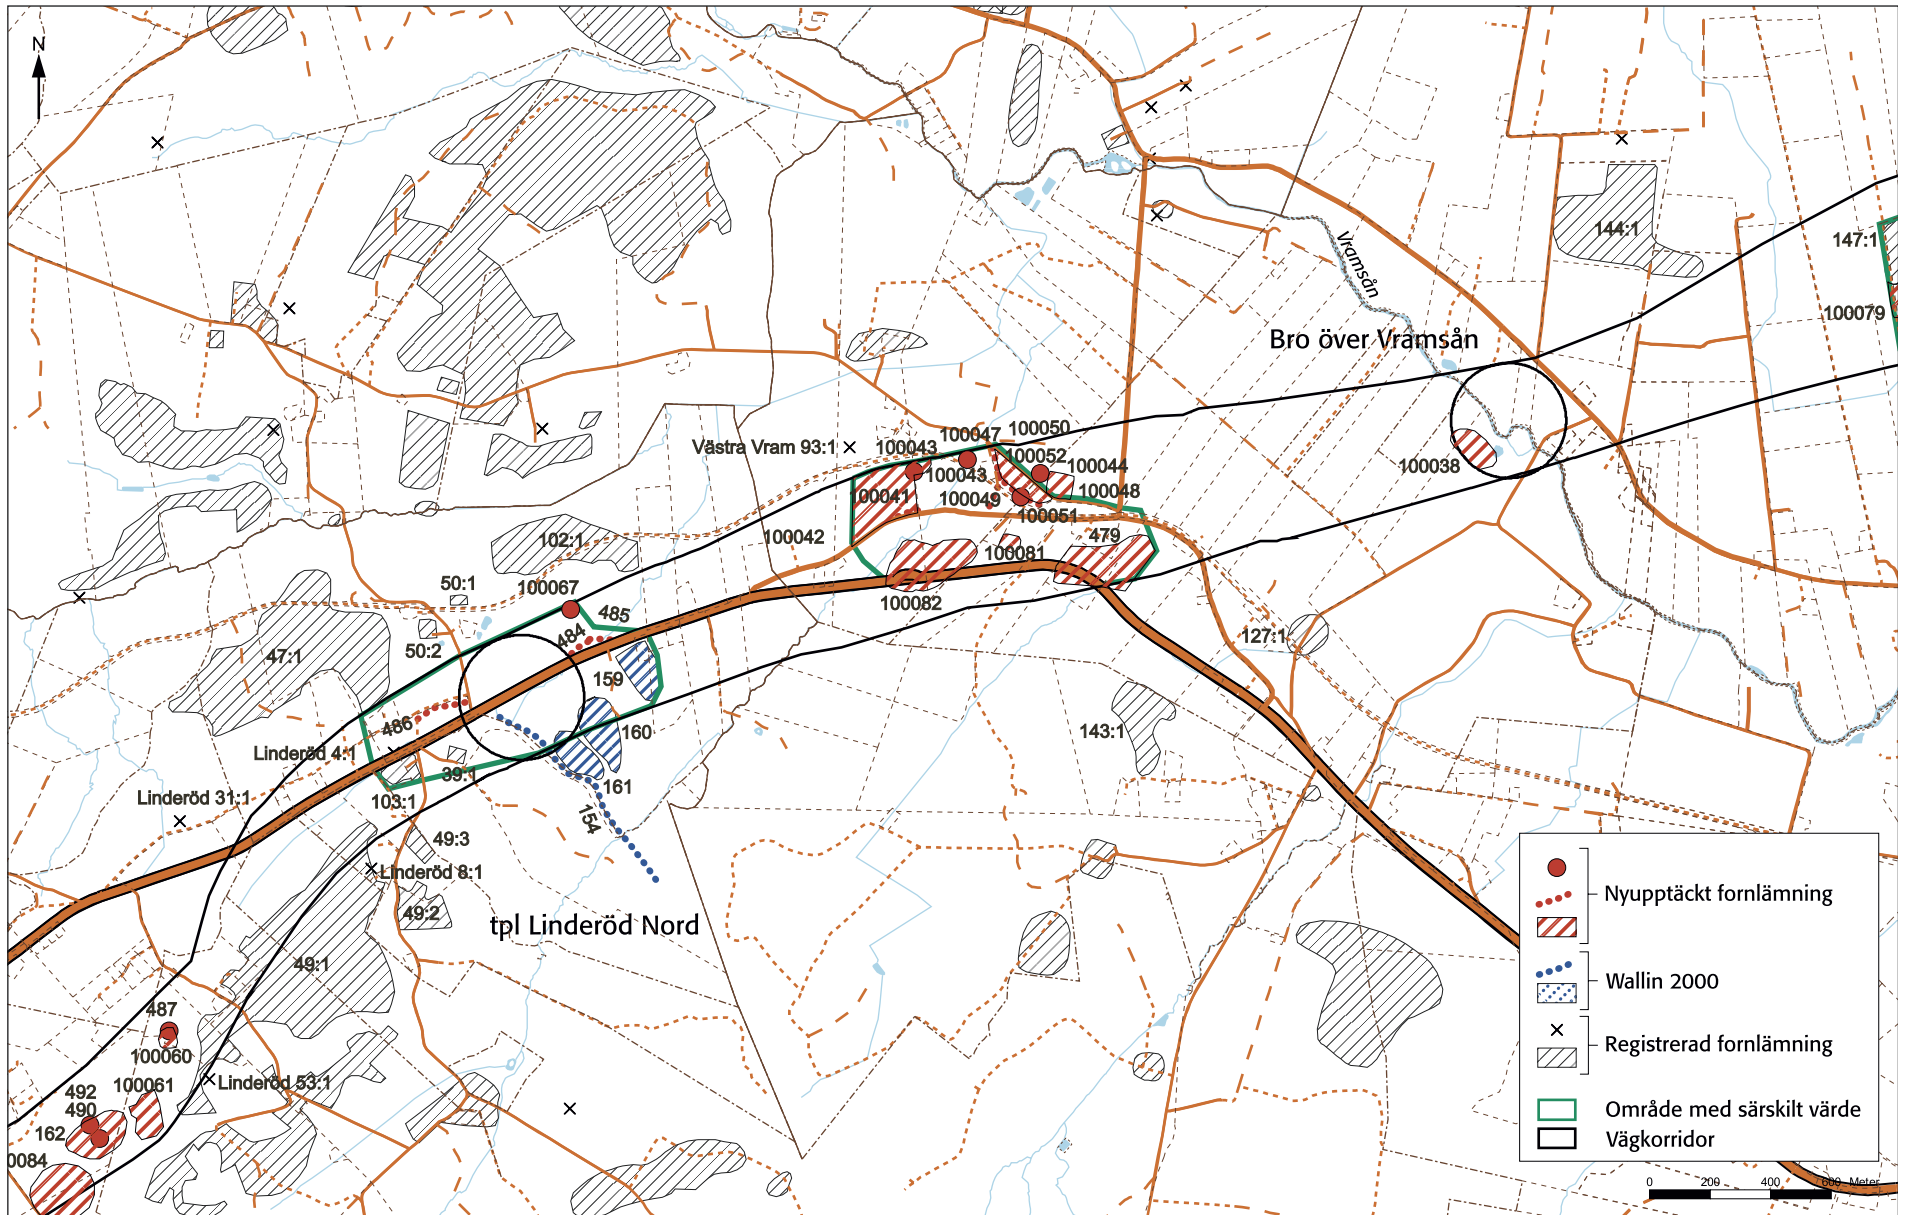 N
144:1
147:1
Vramsån
100079
Bro över Vramsån
100050
100047
Västra Vram 93:1
100043
100052
100044
100038
100043
100041
100049
100048
100051
100042
102:1
479
100081
50:1
100067
100082
485
484
127:1
50:2
47:1
159
486
160
143:1
Linderöd 4:1
39:1
161
Linderöd 31:1
103:1
154
49:3
Linderöd 8:1
49:2
tpl Linderöd Nord
49:1
487
100060
100061
Linderöd 53:1
492
490
162
0084
Nyupptäckt fornlämning
Wallin 2000
Registrerad fornlämning
Område med särskilt värde
Vägkorridor
0 200 400 600 Meter